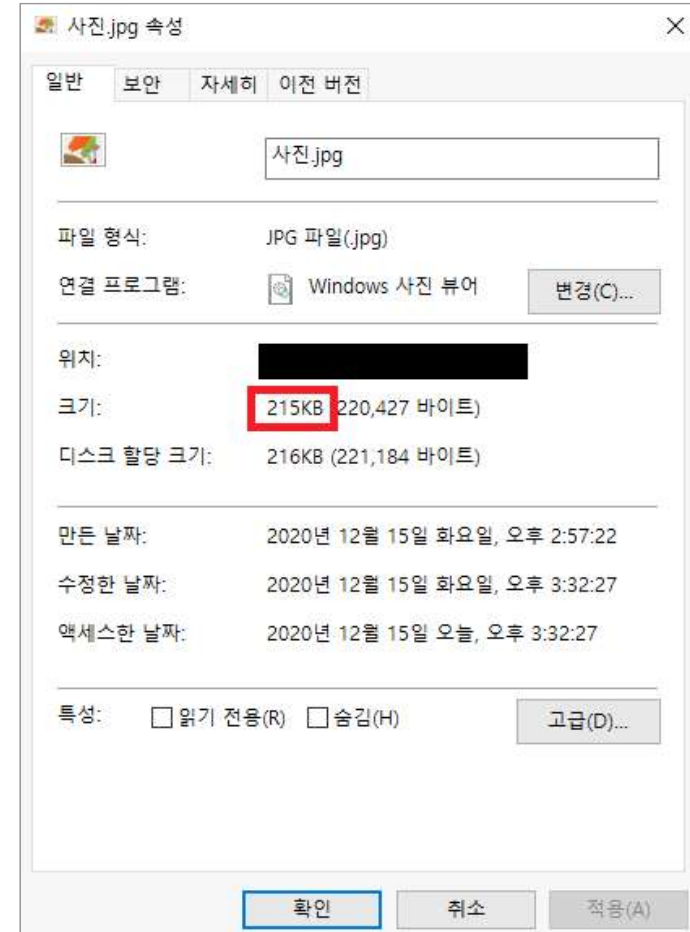 사진.jpg 속성
일반 보안 자세히 이전 버전
사진.jpg
파일 형식: JPG 파일(.jpg)
연결 프로그램: Windows 사진 뷰어 변경(C)...
위치:
크기: 215KB (220,427 바이트)
디스크 할당 크기: 216KB (221,184 바이트)
만든 날짜: 2020년 12월 15일 화요일, 오후 2:57:22
수정한 날짜: 2020년 12월 15일 화요일, 오후 3:32:27
액세스한 날짜: 2020년 12월 15일 오늘, 오후 3:32:27
특성: 읽기 전용(R) 숨김(H) 고급(D)...
확인 취소 적용(A)